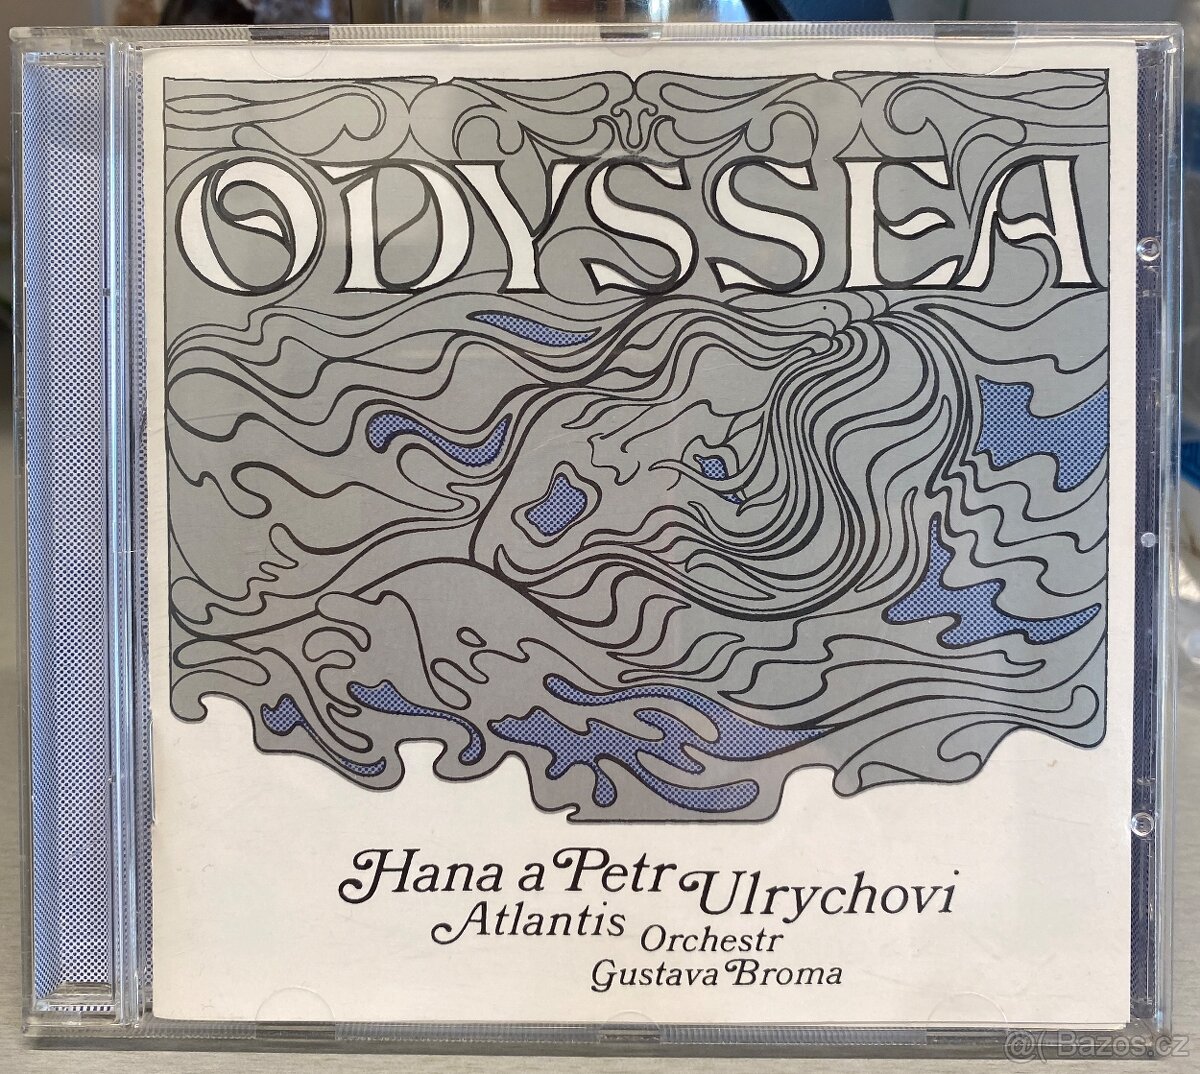 ODYSSEA
Hana a Petr Ulrychovi
Atlantis Orchestr
Gustava Broma
@( Bazos.cz